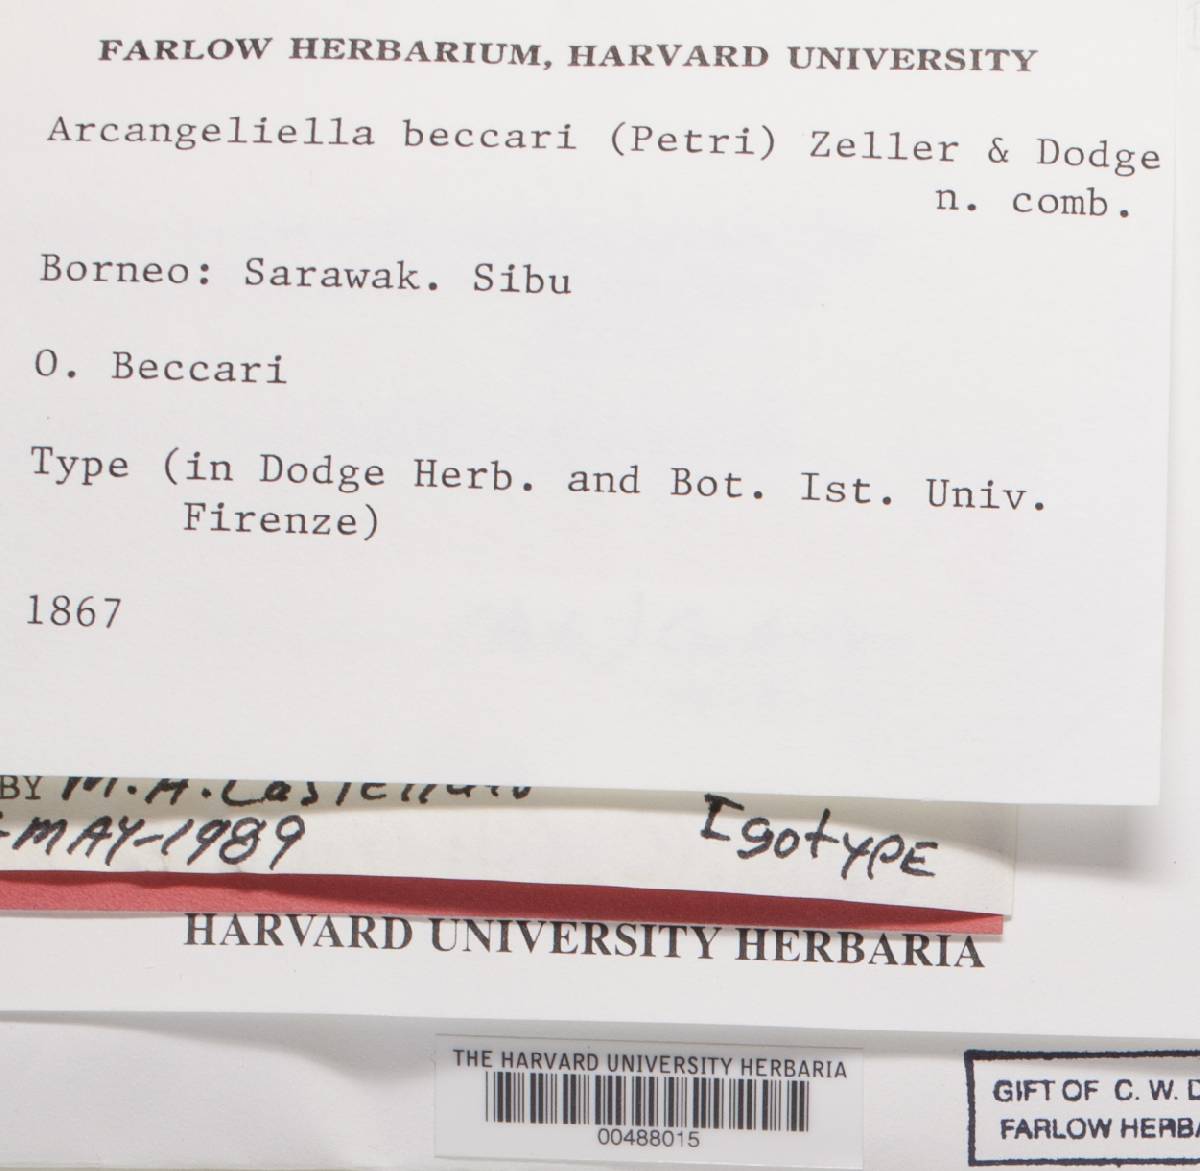 FARLOW HERBARIUM, HARVARD UNIVERSITY
Arcangeliella beccari (Petri) Zeller & Dodge
n. comb.
Borneo: Sarawak. Sibu
O. Beccari
Type (in Dodge Herb. and Bot. Ist. Univ.
Firenze)
1867
BY M. A. Castellano
-MAY-1989
Isotype
HARVARD UNIVERSITY HERBARIA
THE HARVARD UNIVERSITY HERBARIA
00488015
GIFT OF C. W. D
FARLOW HERBA